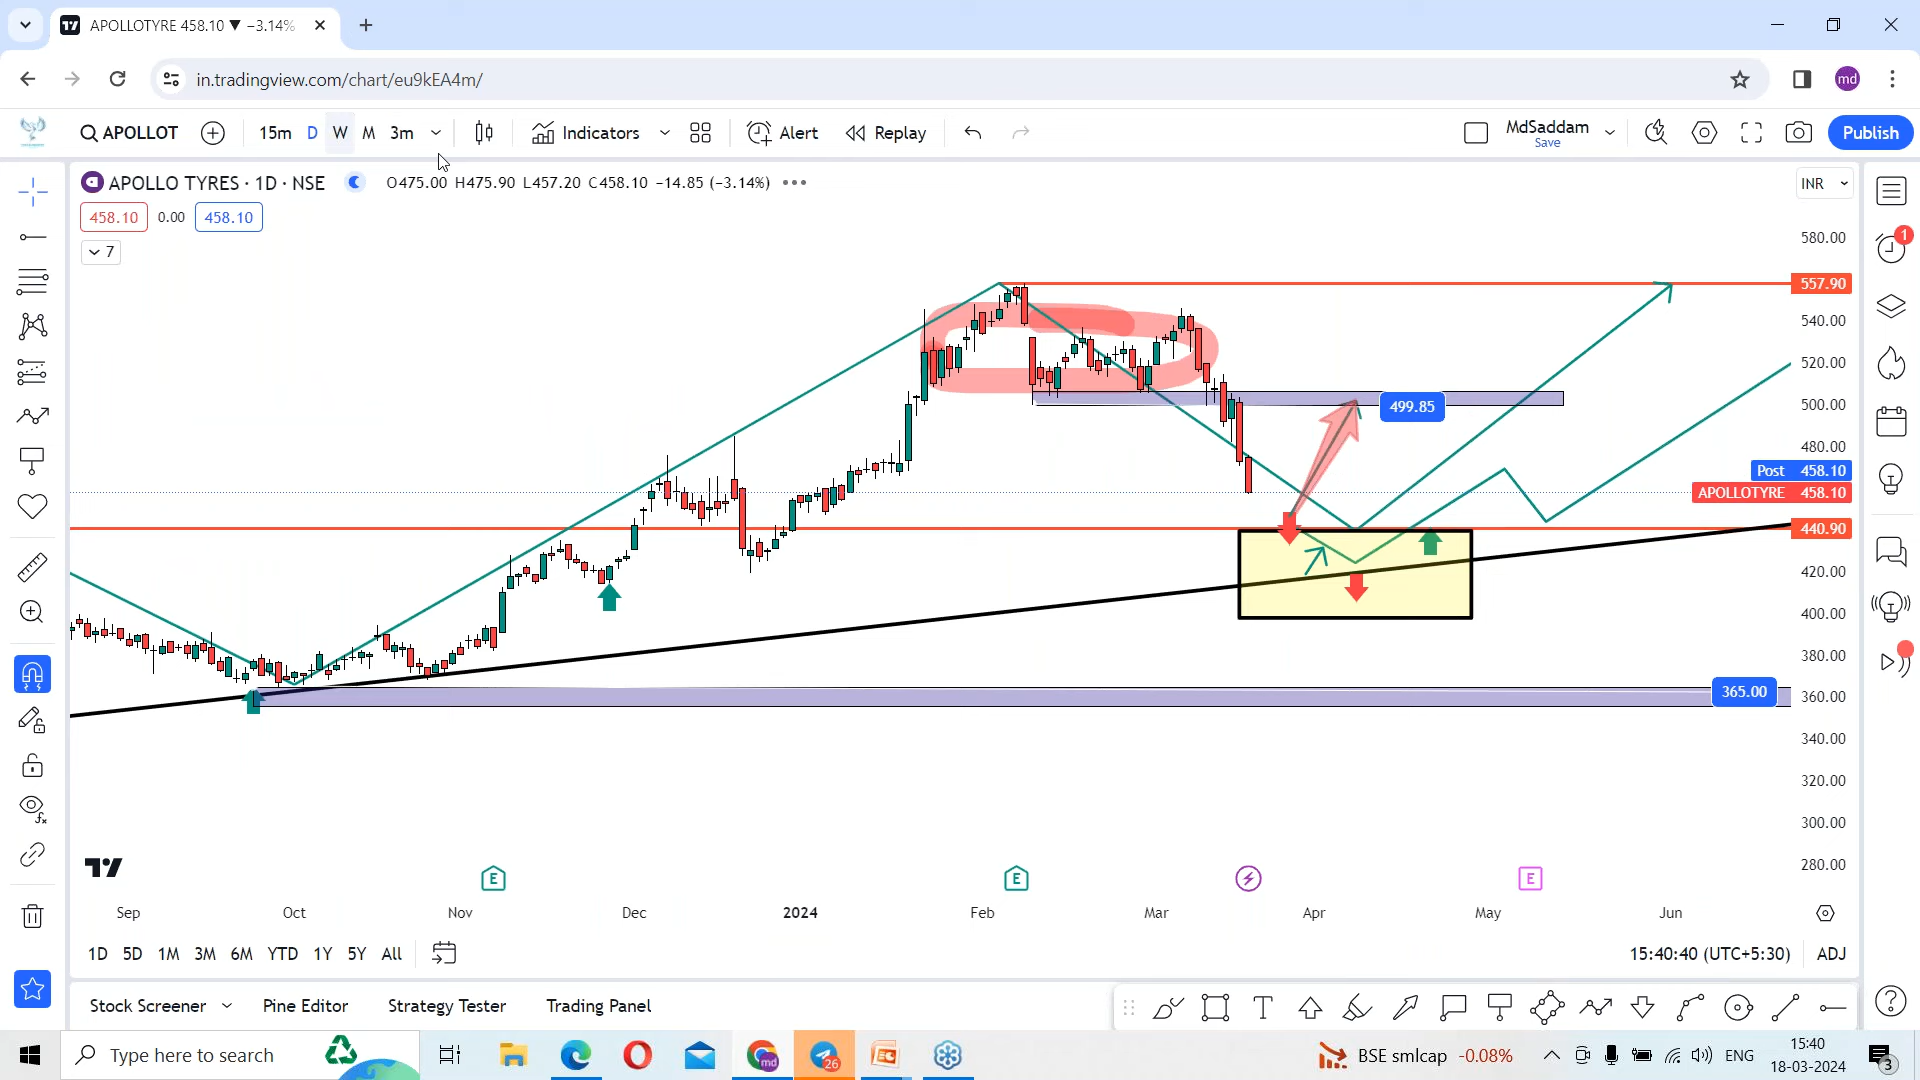 APOLLOTYRE 458.10 ▼ −3.14%
in.tradingview.com/chart/eu9kEA4m/
md
APOLLOT 15m D W M 3m Indicators Alert Replay MdSaddam Save Publish
APOLLO TYRES · 1D · NSE O475.00 H475.90 L457.20 C458.10 −14.85 (−3.14%)
INR
458.10 0.00 458.10
7
1
580.00
557.90
540.00
520.00
500.00
499.85
480.00
Post 458.10
APOLLOTYRE 458.10
440.90
420.00
400.00
380.00
365.00
360.00
340.00
320.00
300.00
280.00
E E E
Sep Oct Nov Dec 2024 Feb Mar Apr May Jun
1D 5D 1M 3M 6M YTD 1Y 5Y All 15:40:40 (UTC+5:30) ADJ
Stock Screener Pine Editor Strategy Tester Trading Panel
Type here to search
md
26
BSE smlcap -0.08%
ENG
15:40
18-03-2024
3